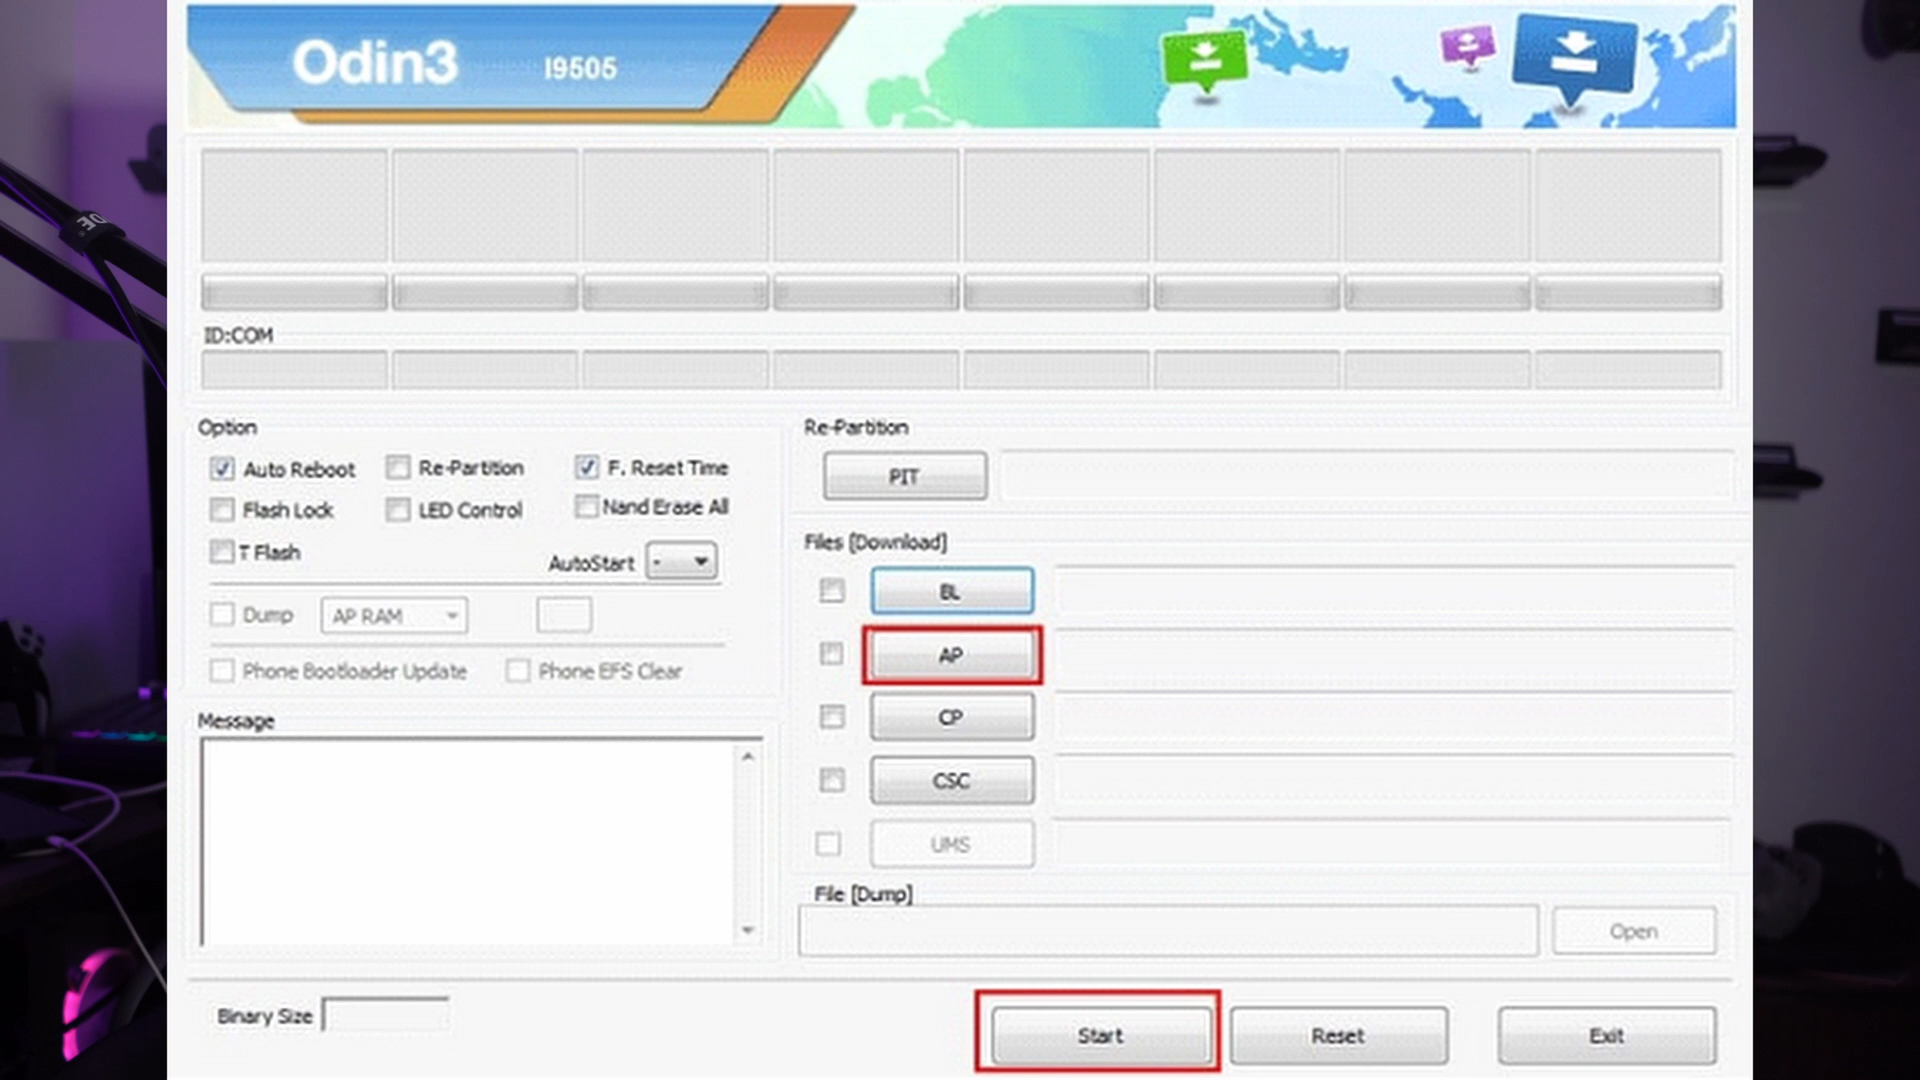 Odin3 I9505
ID:COM
Option
Auto Reboot Re-Partition F. Reset Time
Flash Lock LED Control Nand Erase All
T Flash AutoStart -
Dump AP RAM
Phone Bootloader Update Phone EFS Clear
Message
Re-Partition
PIT
Files [Download]
BL
AP
CP
CSC
UMS
File [Dump]
Open
Binary Size
Start Reset Exit